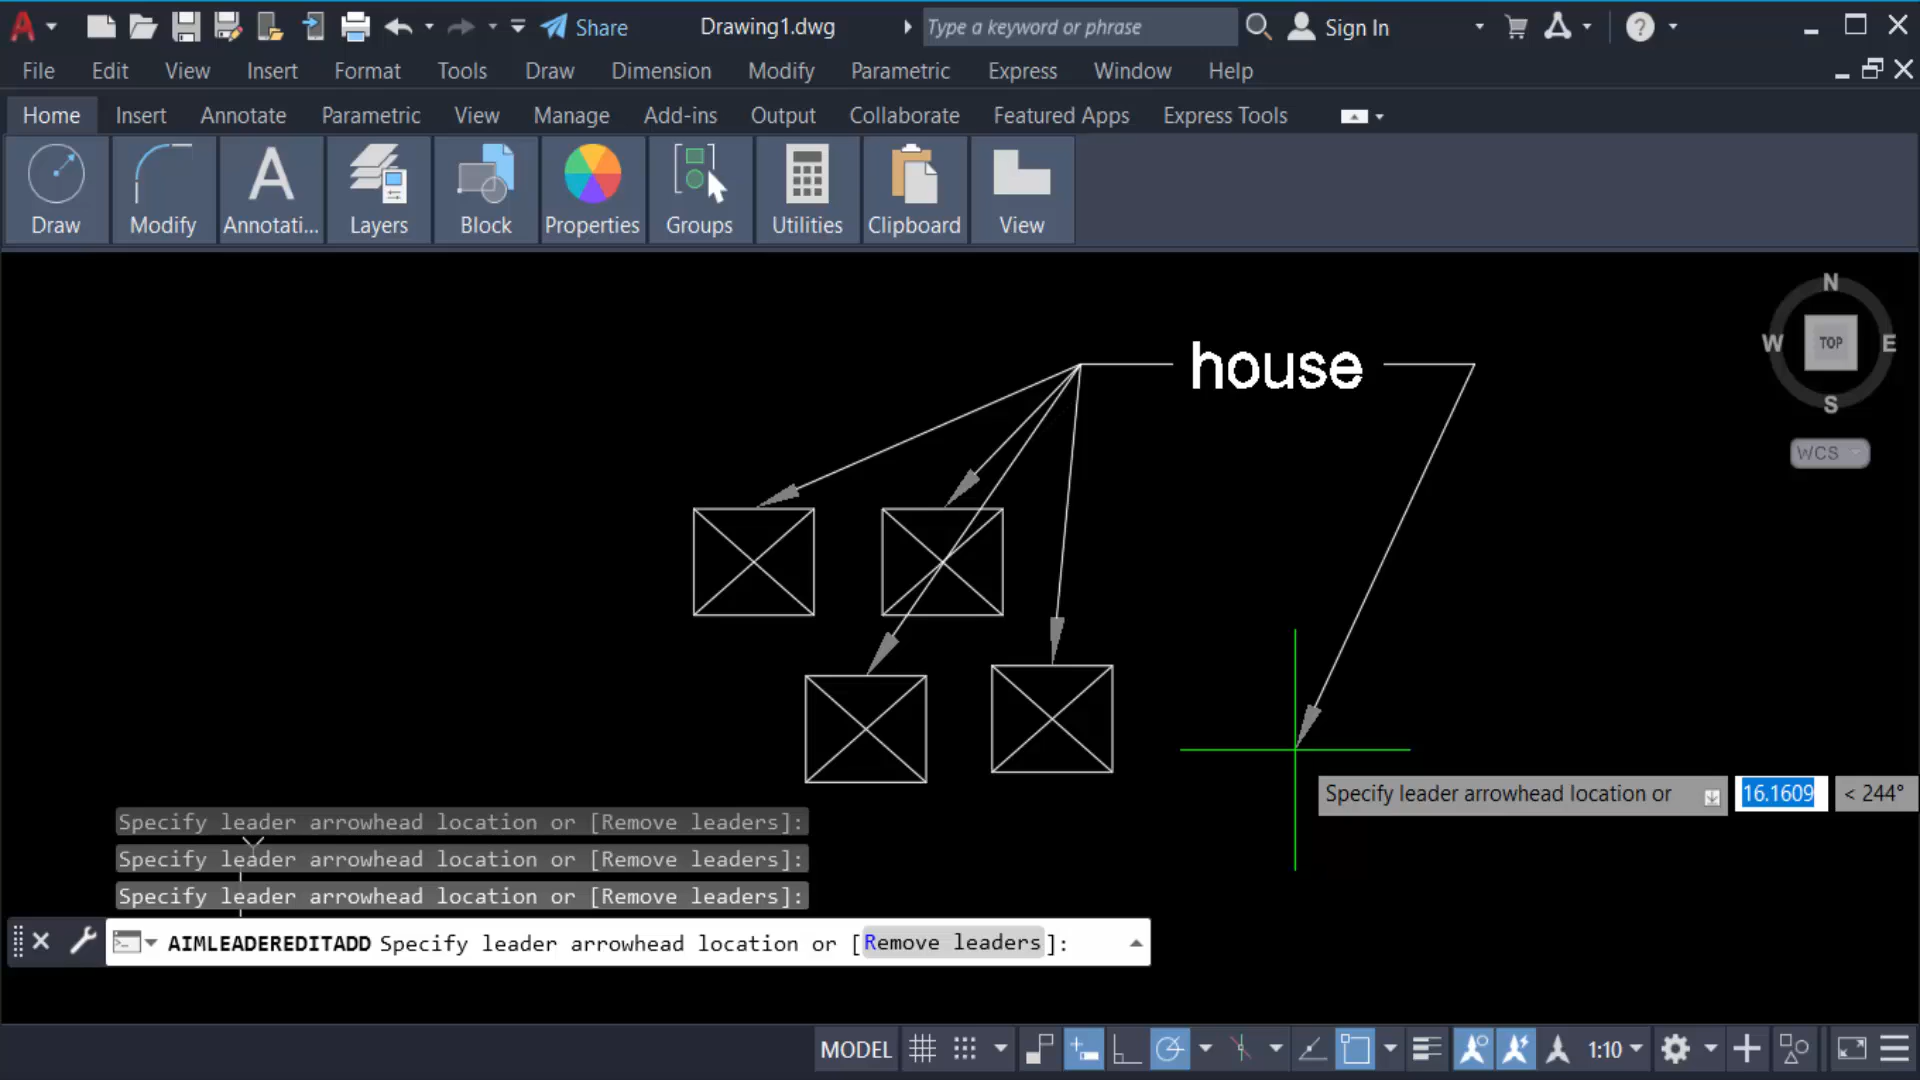 Share Drawing1.dwg Type a keyword or phrase Sign In
File Edit View Insert Format Tools Draw Dimension Modify Parametric Express Window Help
Home Insert Annotate Parametric View Manage Add-ins Output Collaborate Featured Apps Express Tools
Draw Modify Annotati... Layers Block Properties Groups Utilities Clipboard View
N
W TOP E
S
WCS
house
Specify leader arrowhead location or 16.1609 < 244°
Specify leader arrowhead location or [Remove leaders]:
Specify leader arrowhead location or [Remove leaders]:
Specify leader arrowhead location or [Remove leaders]:
AIMLEADEREDITADD Specify leader arrowhead location or [Remove leaders]:
MODEL 1:10